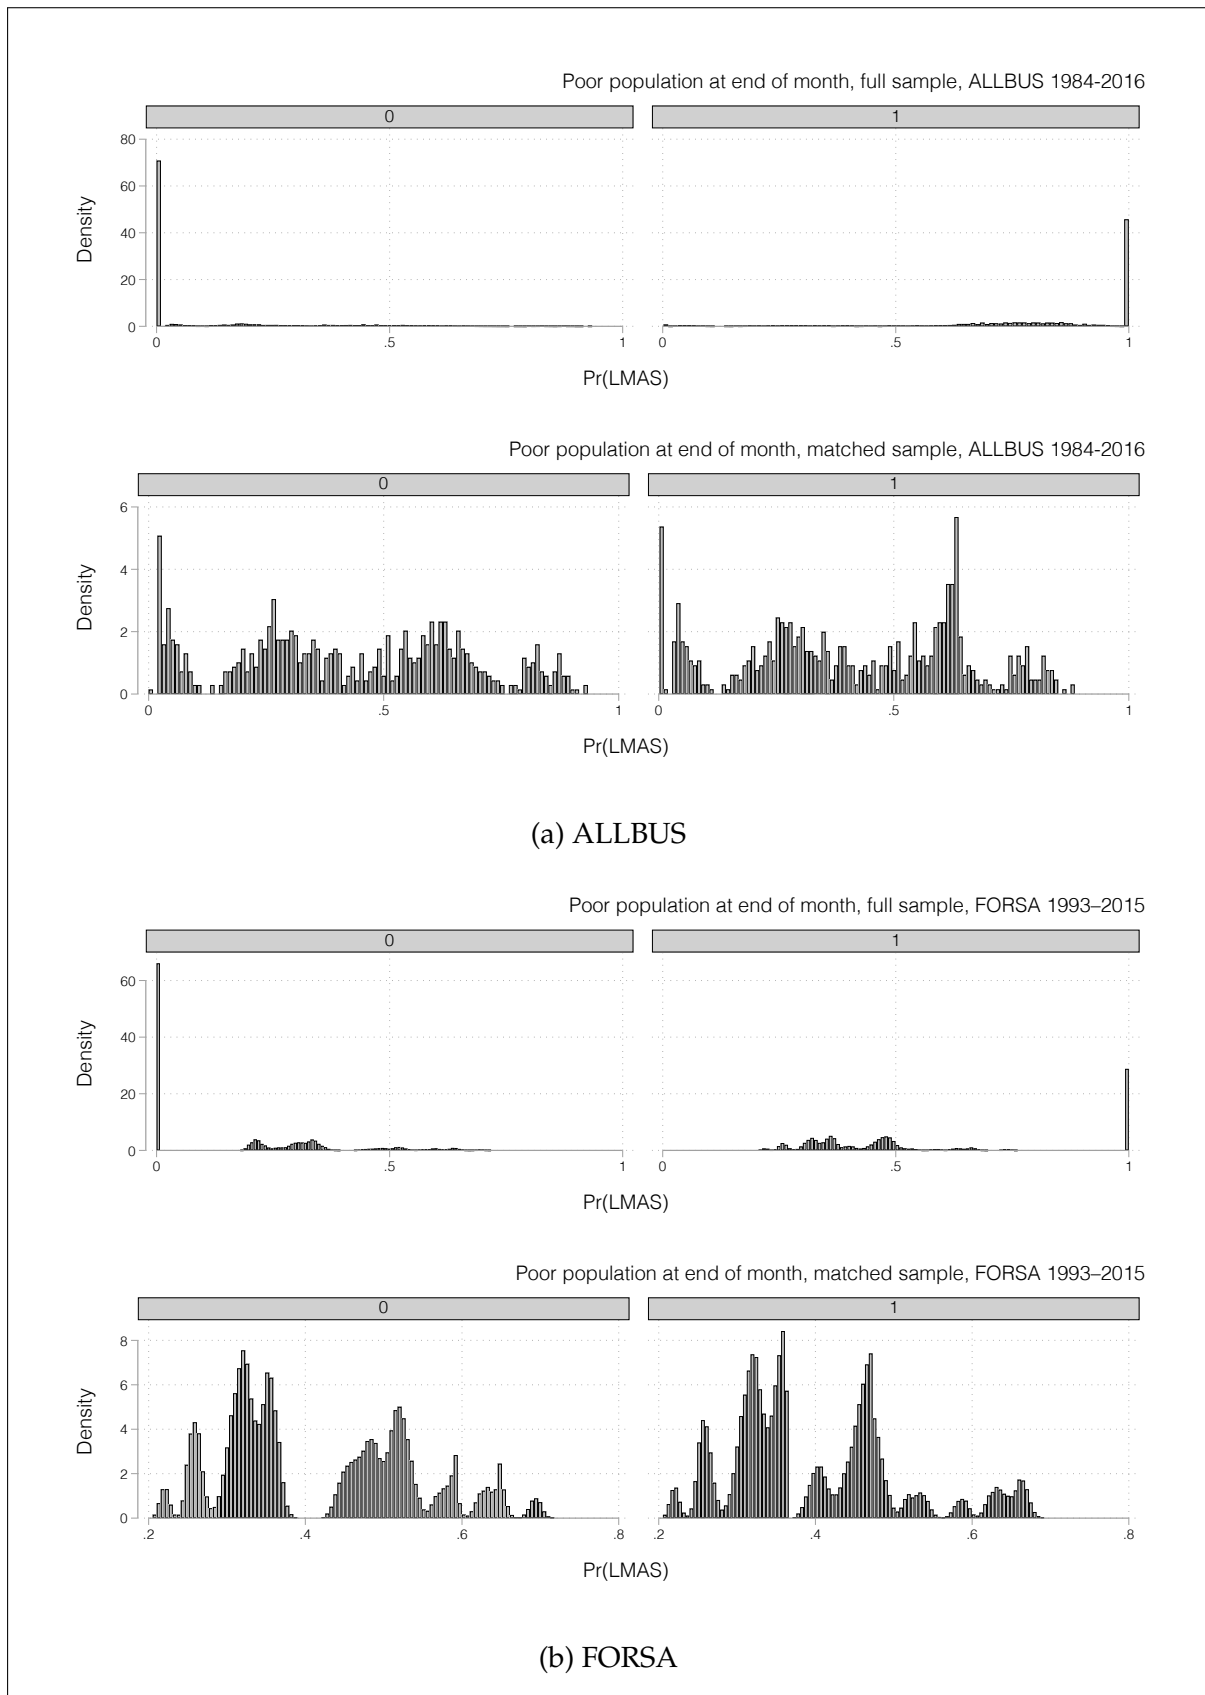 Poor population at end of month, full sample, ALLBUS 1984-2016
0 1
80
60
40
20
0
Density
0 .5 1 0 .5 1
Pr(LMAS)
Poor population at end of month, matched sample, ALLBUS 1984-2016
0 1
6
4
2
0
Density
0 .5 1 0 .5 1
Pr(LMAS)
(a) ALLBUS
Poor population at end of month, full sample, FORSA 1993–2015
0 1
60
40
20
0
Density
0 .5 1 0 .5 1
Pr(LMAS)
Poor population at end of month, matched sample, FORSA 1993–2015
0 1
8
6
4
2
0
Density
.2 .4 .6 .8 .2 .4 .6 .8
Pr(LMAS)
(b) FORSA